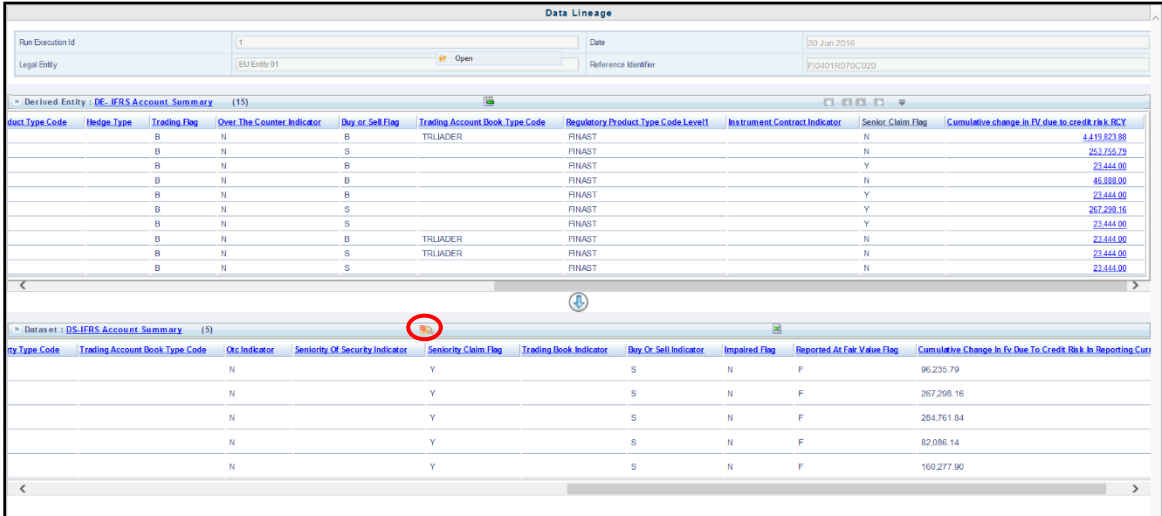 Data Lineage
Run Execution Id 1 Date 30 Jun 2016
Legal Entity EU Entity 01 Open Reference Identifier FI0401R070C020
» Derived Entity : DE- IFRS Account Summary (15)
duct Type Code Hedge Type Trading Flag Over The Counter Indicator Buy or Sell Flag Trading Account Book Type Code Regulatory Product Type Code Level1 Instrument Contract Indicator Senior Claim Flag Cumulative change in FV due to credit risk RCY
B N B TRLIADER FINAST N 4,419,823.88
B N S FINAST N 253,755.79
B N B FINAST Y 23,444.00
B N B FINAST N 46,888.00
B N B FINAST Y 23,444.00
B N S FINAST Y 267,298.16
B N S FINAST Y 23,444.00
B N B TRLIADER FINAST N 23,444.00
B N S TRLIADER FINAST N 23,444.00
B N S FINAST N 23,444.00
» Dataset : DS-IFRS Account Summary (5)
rty Type Code Trading Account Book Type Code Otc Indicator Seniority Of Security Indicator Seniority Claim Flag Trading Book Indicator Buy Or Sell Indicator Impaired Flag Reported At Fair Value Flag Cumulative Change In Fv Due To Credit Risk In Reporting Curr
N Y S N F 96,235.79
N Y S N F 267,298.16
N Y S N F 284,761.84
N Y S N F 82,086.14
N Y S N F 160,277.90